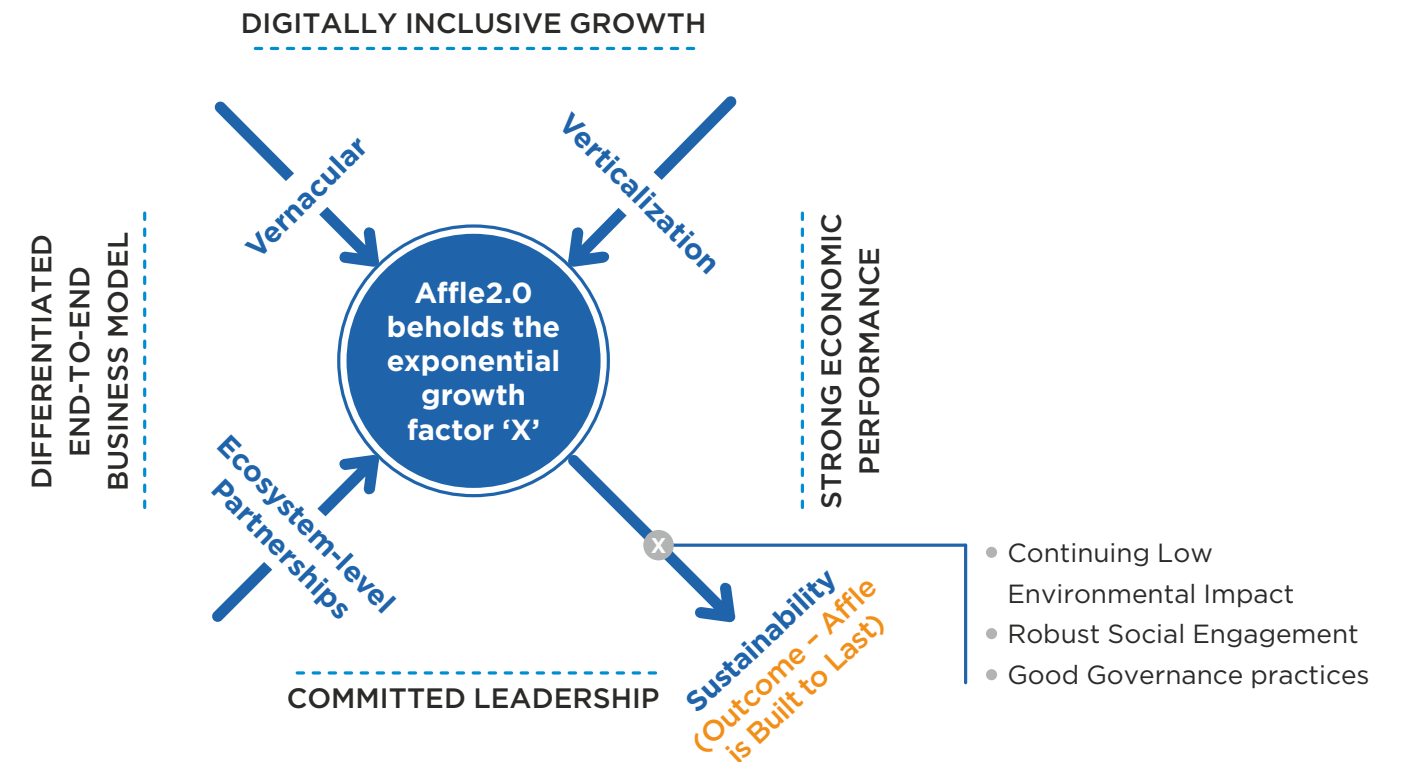 DIGITALLY INCLUSIVE GROWTH
Vernacular
Verticalization
DIFFERENTIATED
END-TO-END
BUSINESS MODEL
Affle2.0
beholds the
exponential
growth
factor ‘X’
STRONG ECONOMIC
PERFORMANCE
Ecosystem-level
Partnerships
X
Continuing Low
Environmental Impact
Robust Social Engagement
Good Governance practices
Sustainability
(Outcome – Affle
is Built to Last)
COMMITTED LEADERSHIP